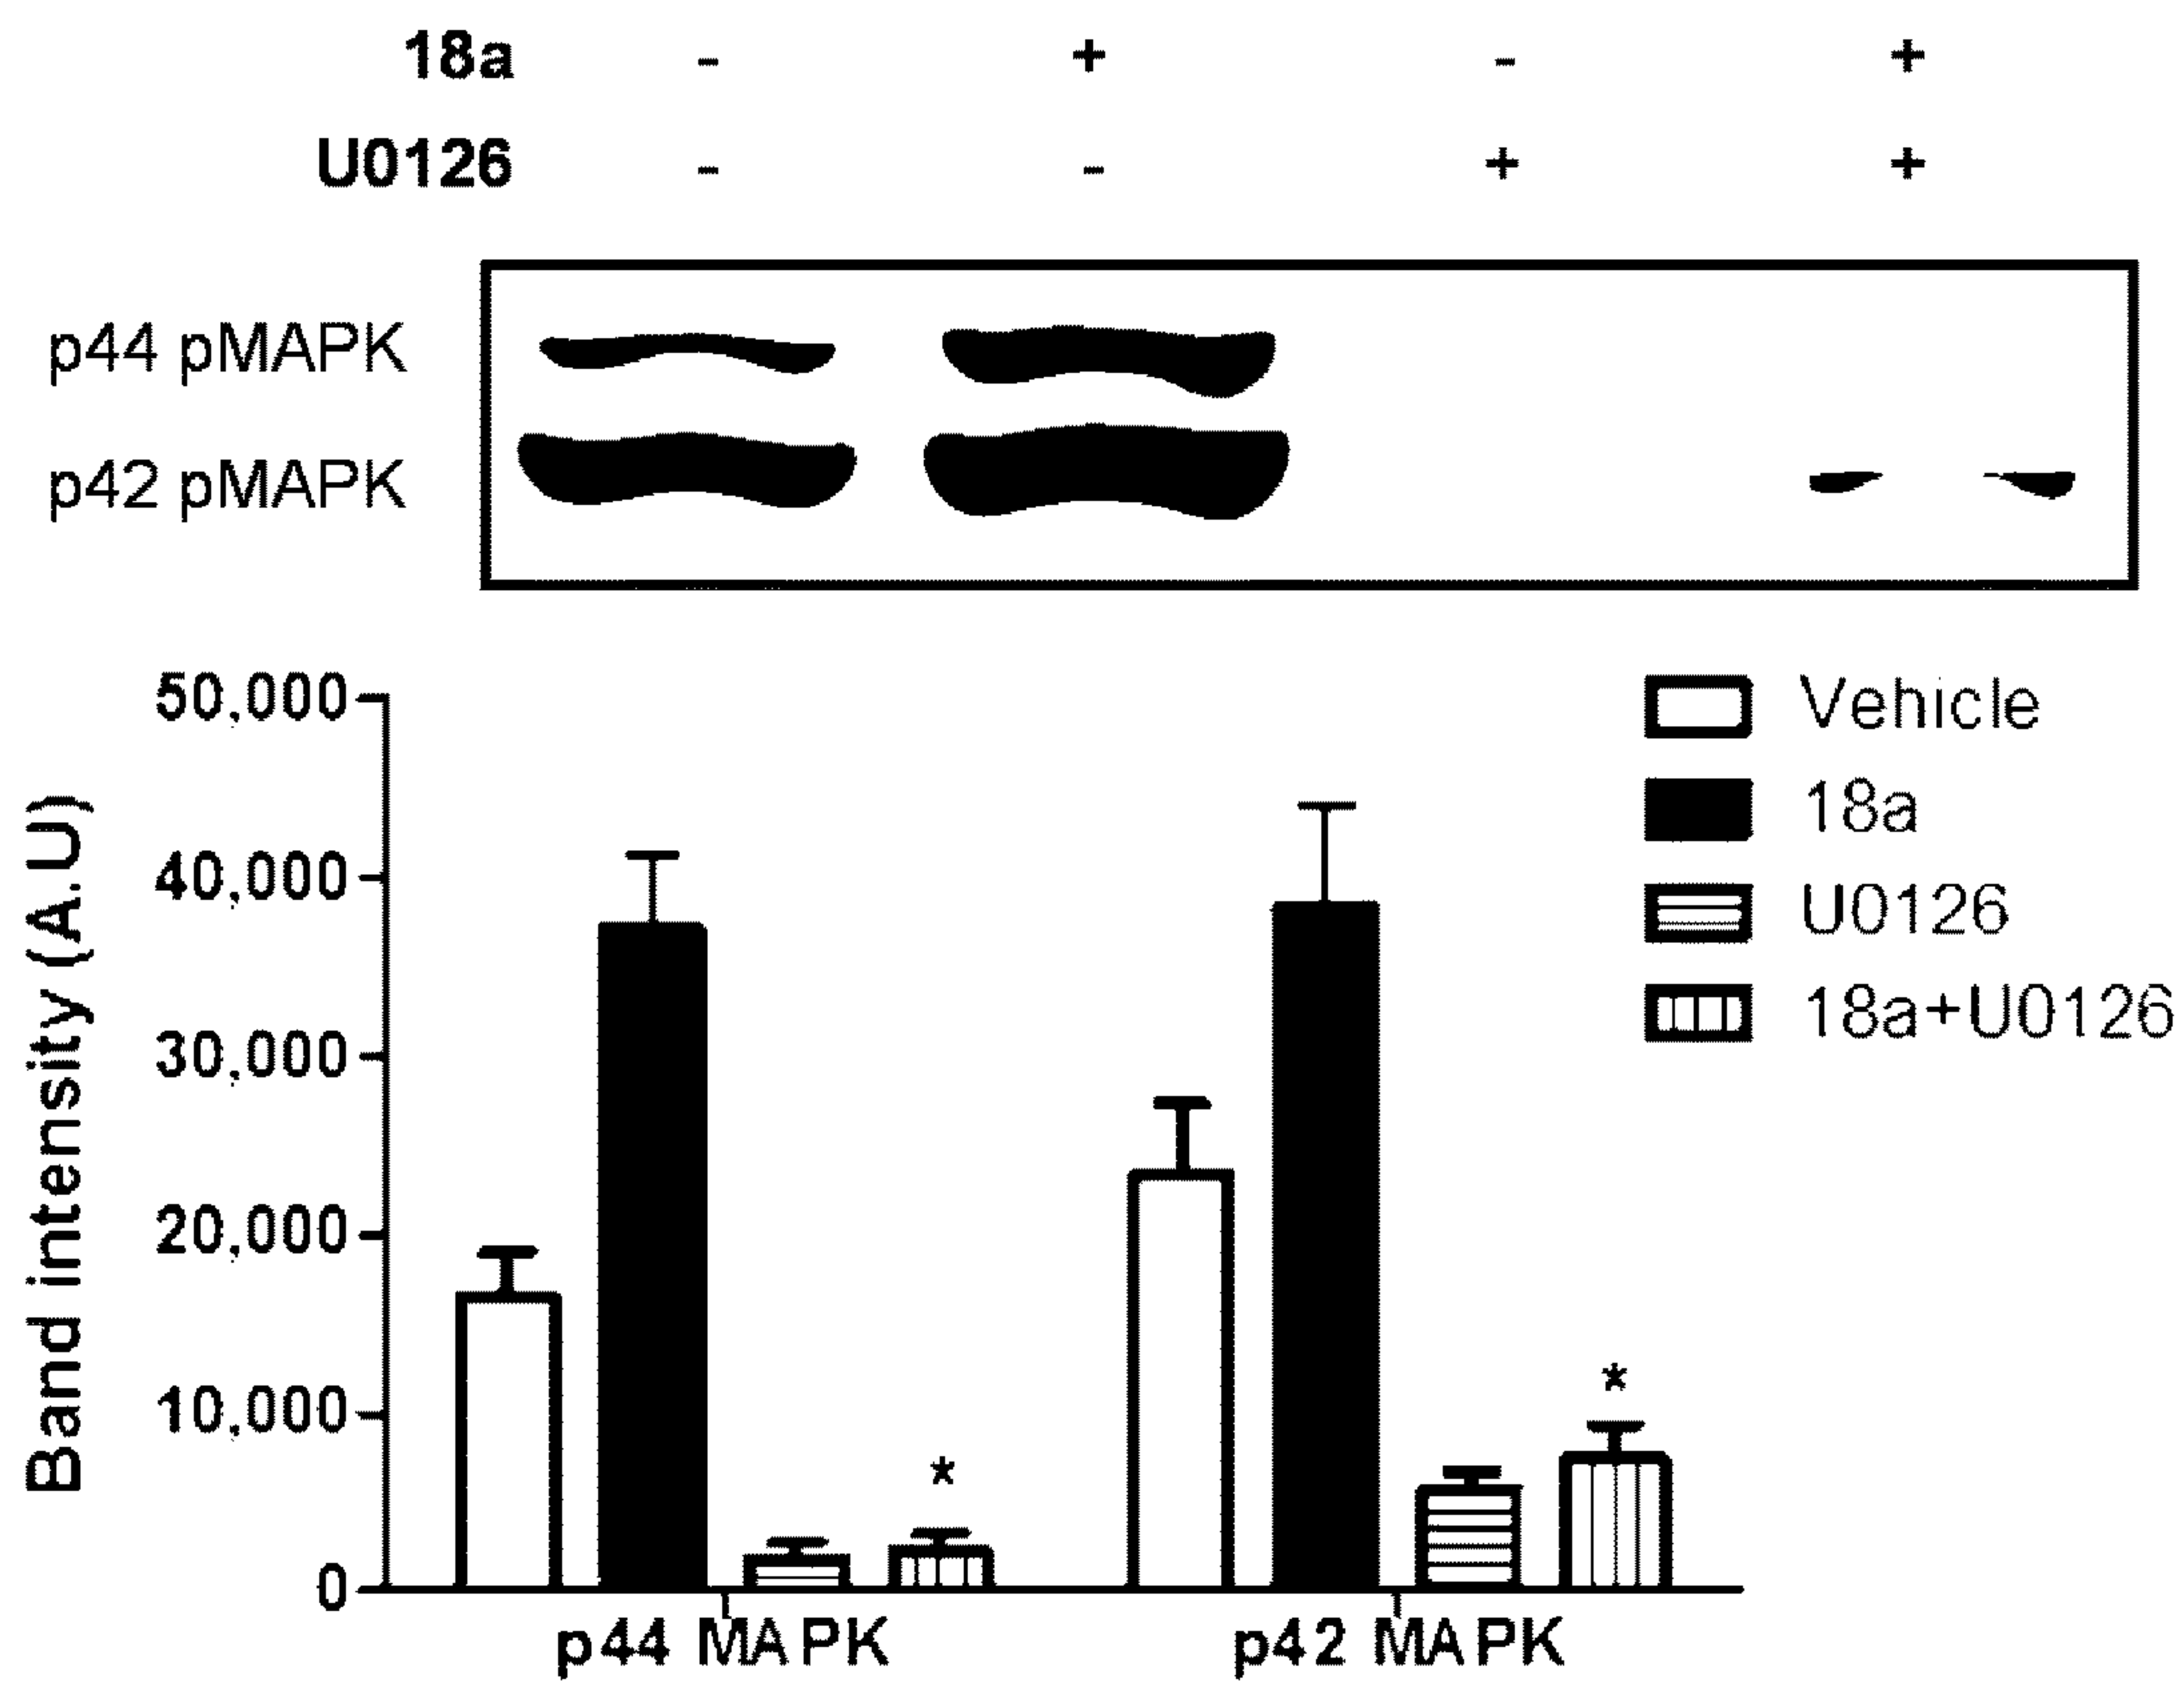 18a - + - +
U0126 - - + +
p44 pMAPK
p42 pMAPK
50,000
40,000
30,000
20,000
10,000
0
Band intensity (A.U)
Vehicle
18a
U0126
18a+U0126
*
*
p44 MAPK p42 MAPK